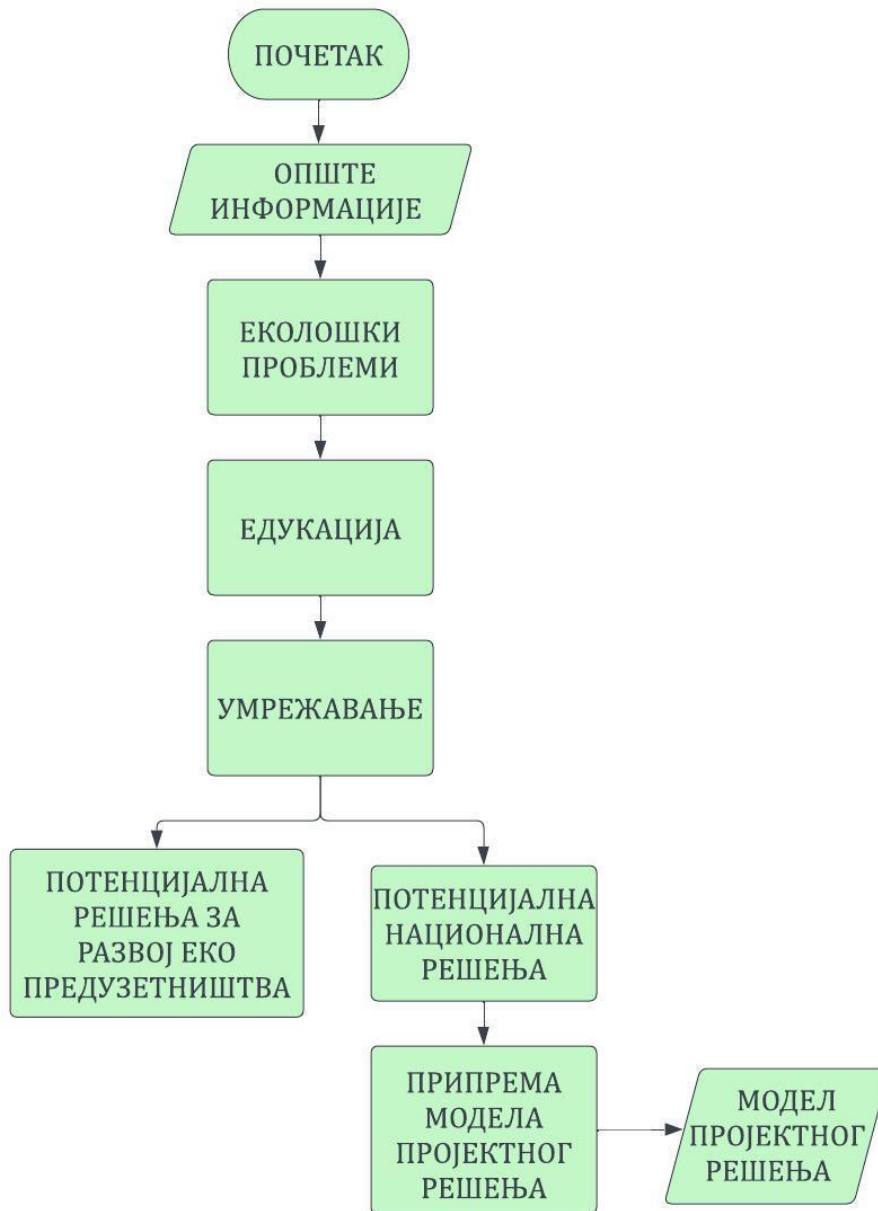 ПОЧЕТАК
ОПШТЕ
ИНФОРМАЦИЈЕ
ЕКОЛОШКИ
ПРОБЛЕМИ
ЕДУКАЦИЈА
УМРЕЖАВАЊЕ
ПОТЕНЦИЈАЛНА
РЕШЕЊА ЗА
РАЗВОЈ ЕКО
ПРЕДУЗЕТНИШТВА
ПОТЕНЦИЈАЛНА
НАЦИОНАЛНА
РЕШЕЊА
ПРИПРЕМА
МОДЕЛА
ПРОЈЕКТНОГ
РЕШЕЊА
МОДЕЛ
ПРОЈЕКТНОГ
РЕШЕЊА